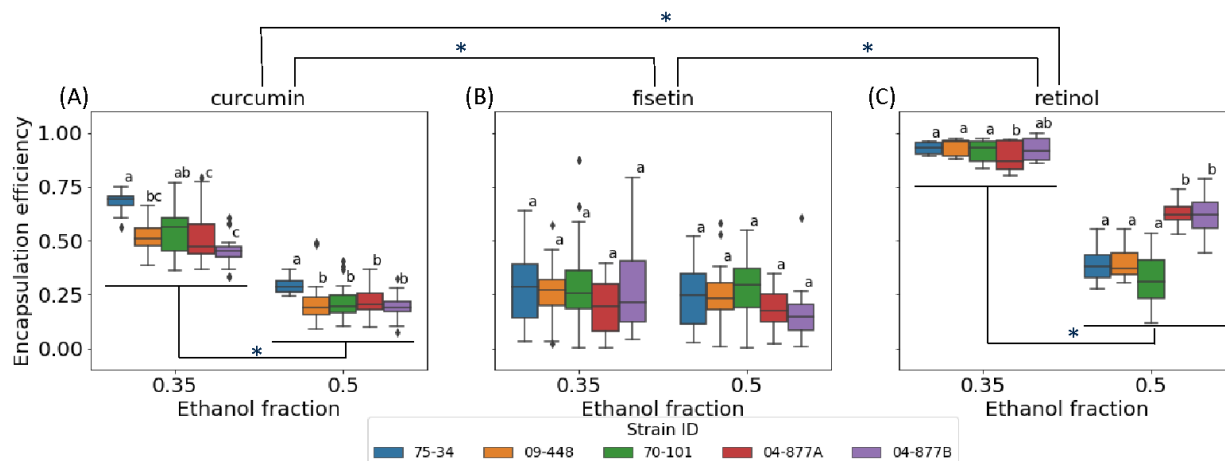 *
* *
(A) curcumin (B) fisetin (C) retinol
Encapsulation efficiency
1.00
0.75
0.50
0.25
0.00
a bc ab c c
a b b b b
*
a a a a a
a a a a a
a a a b ab
a a a b b
*
0.35 0.5 0.35 0.5 0.35 0.5
Ethanol fraction Ethanol fraction Ethanol fraction
Strain ID
75-34 09-448 70-101 04-877A 04-877B